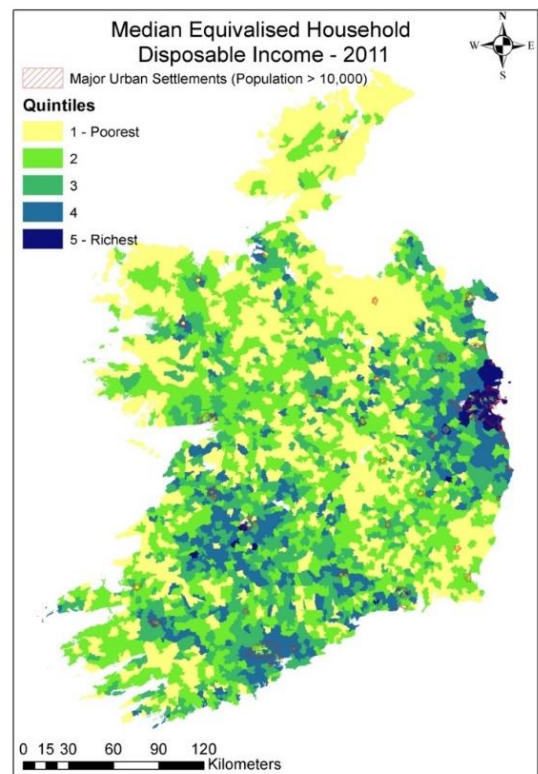 Median Equivalised Household
Disposable Income - 2011
N
W E
S
Major Urban Settlements (Population > 10,000)
Quintiles
1 - Poorest
2
3
4
5 - Richest
0 15 30 60 90 120
Kilometers